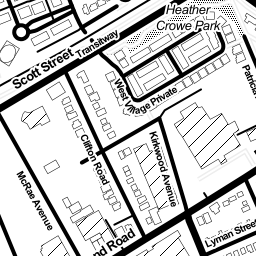 Heather
Crowe Park
Transitway
Scott Street
West Village Private
Patricia
Clifton Road
Kirkwood Avenue
McRae Avenue
Lyman Street
nd Road